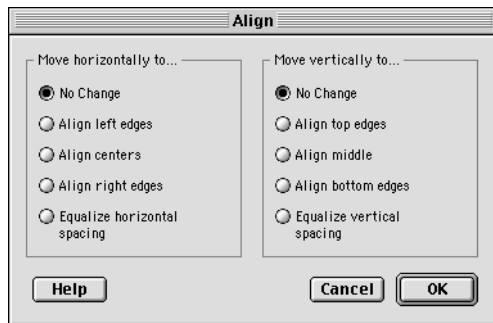 Align
Move horizontally to...
No Change
Align left edges
Align centers
Align right edges
Equalize horizontal
spacing
Move vertically to...
No Change
Align top edges
Align middle
Align bottom edges
Equalize vertical
spacing
Help
Cancel
OK